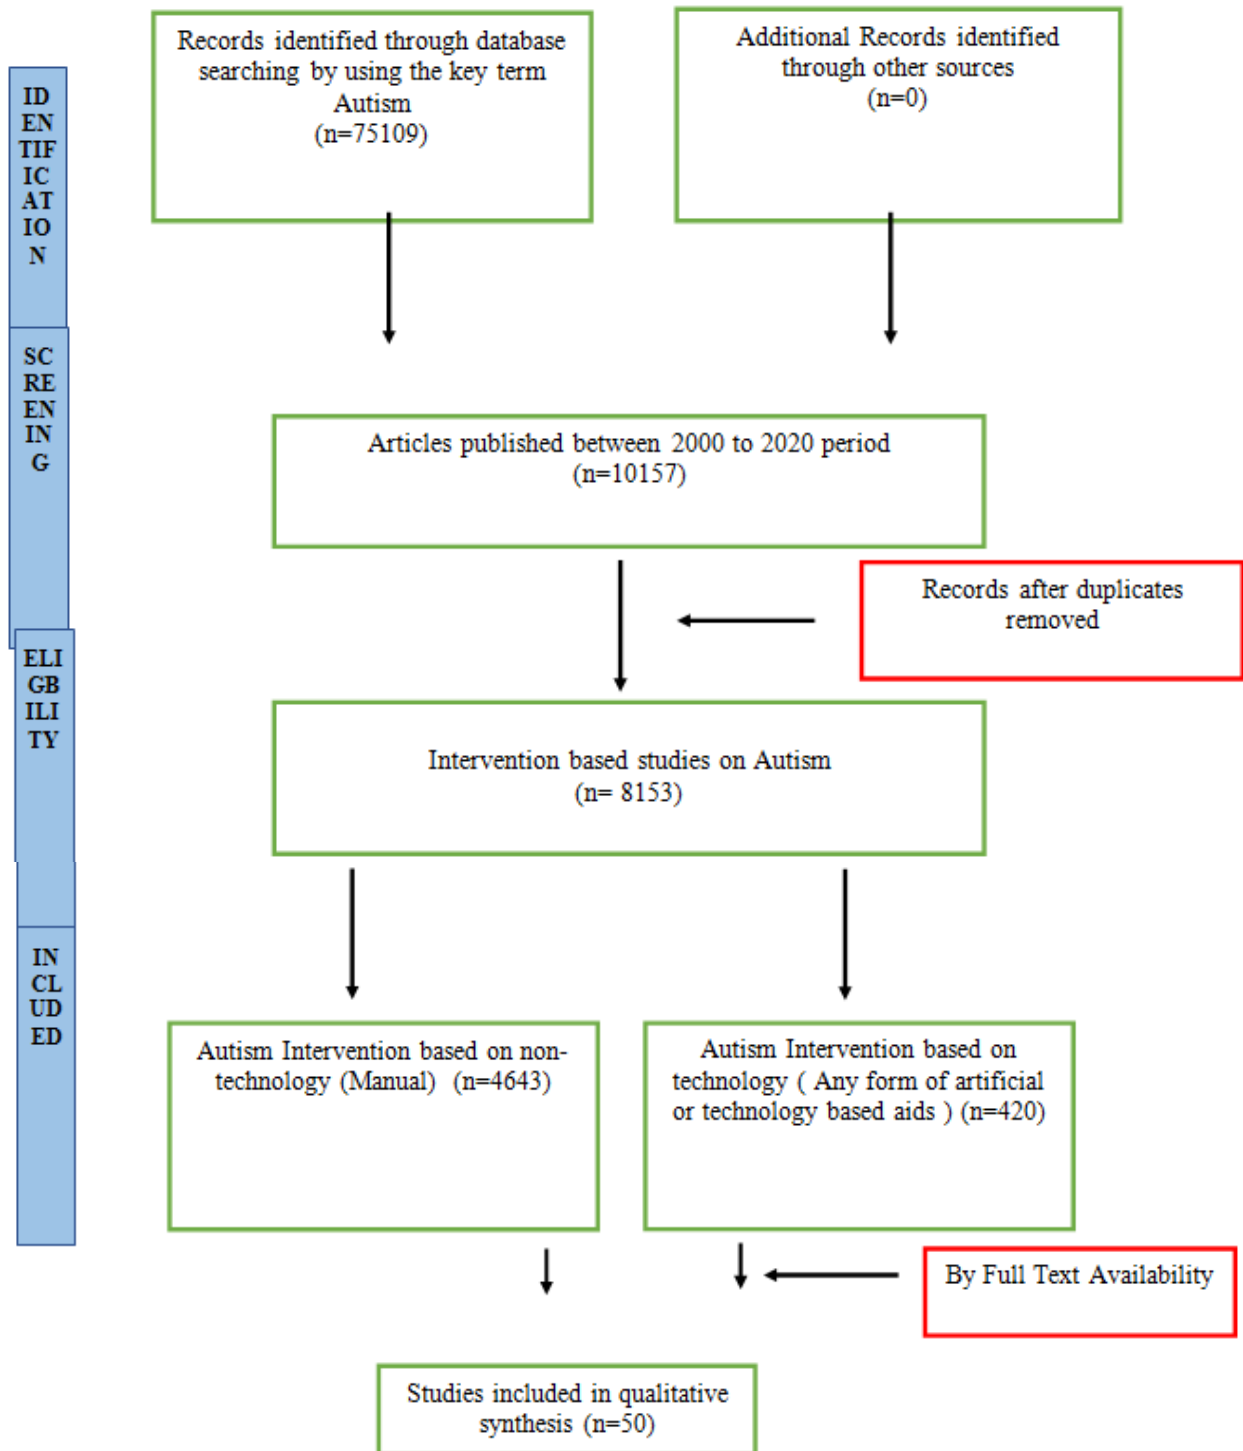 Records identified through database
searching by using the key term
Autism
(n=75109)
Additional Records identified
through other sources
(n=0)
ID
EN
TIF
IC
AT
IO
N
SC
RE
EN
IN
G
Articles published between 2000 to 2020 period
(n=10157)
Records after duplicates
removed
ELI
GB
ILI
TY
Intervention based studies on Autism
(n= 8153)
IN
CL
UD
ED
Autism Intervention based on non-
technology (Manual) (n=4643)
Autism Intervention based on
technology ( Any form of artificial
or technology based aids ) (n=420)
By Full Text Availability
Studies included in qualitative
synthesis (n=50)